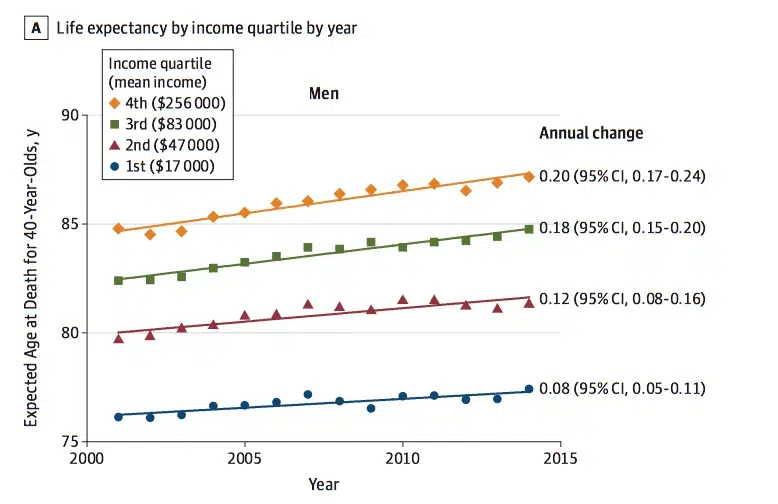 A Life expectancy by income quartile by year
Income quartile
(mean income)
4th ($256 000)
3rd ($83 000)
2nd ($47 000)
1st ($17 000)
Men
Annual change
0.20 (95% CI, 0.17-0.24)
0.18 (95% CI, 0.15-0.20)
0.12 (95% CI, 0.08-0.16)
0.08 (95% CI, 0.05-0.11)
Expected Age at Death for 40-Year-Olds, y
90
85
80
75
2000
2005
2010
2015
Year